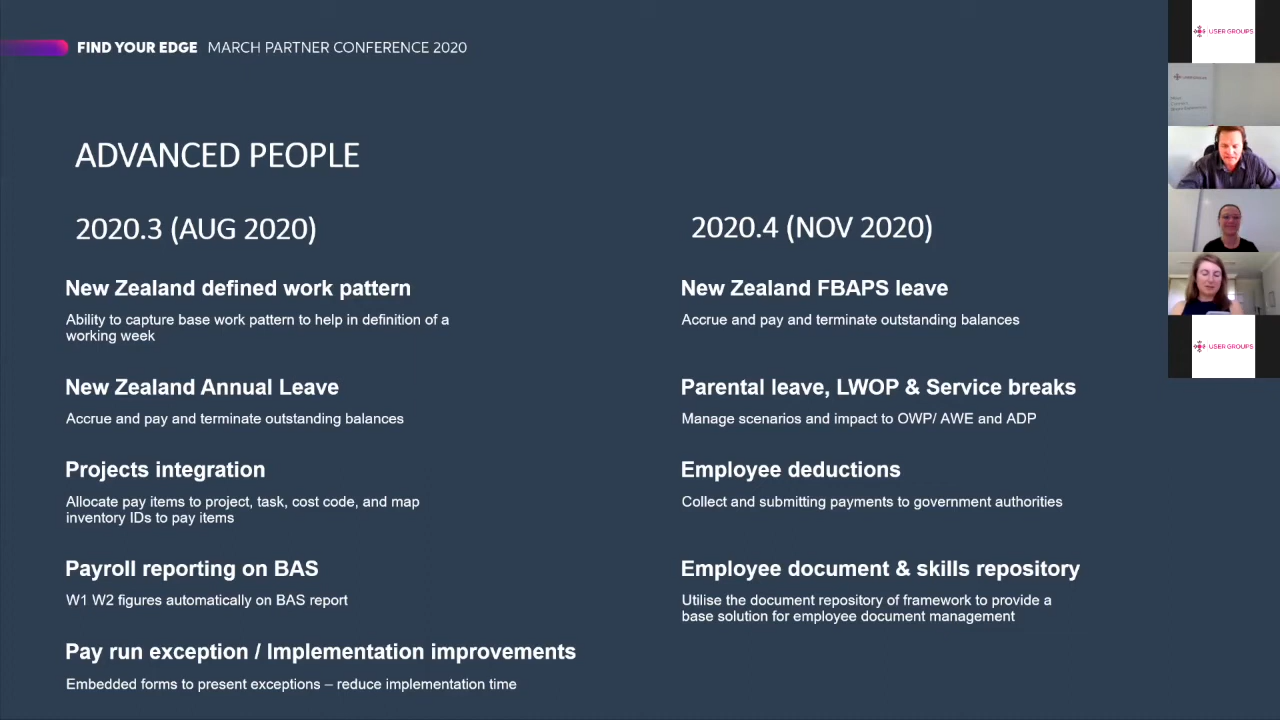 FIND YOUR EDGE MARCH PARTNER CONFERENCE 2020
ADVANCED PEOPLE
2020.3 (AUG 2020)
New Zealand defined work pattern
Ability to capture base work pattern to help in definition of a
working week
New Zealand Annual Leave
Accrue and pay and terminate outstanding balances
Projects integration
Allocate pay items to project, task, cost code, and map
inventory IDs to pay items
Payroll reporting on BAS
W1 W2 figures automatically on BAS report
Pay run exception / Implementation improvements
Embedded forms to present exceptions – reduce implementation time
2020.4 (NOV 2020)
New Zealand FBAPS leave
Accrue and pay and terminate outstanding balances
Parental leave, LWOP & Service breaks
Manage scenarios and impact to OWP/ AWE and ADP
Employee deductions
Collect and submitting payments to government authorities
Employee document & skills repository
Utilise the document repository of framework to provide a
base solution for employee document management
USER GROUPS
USER GROUPS